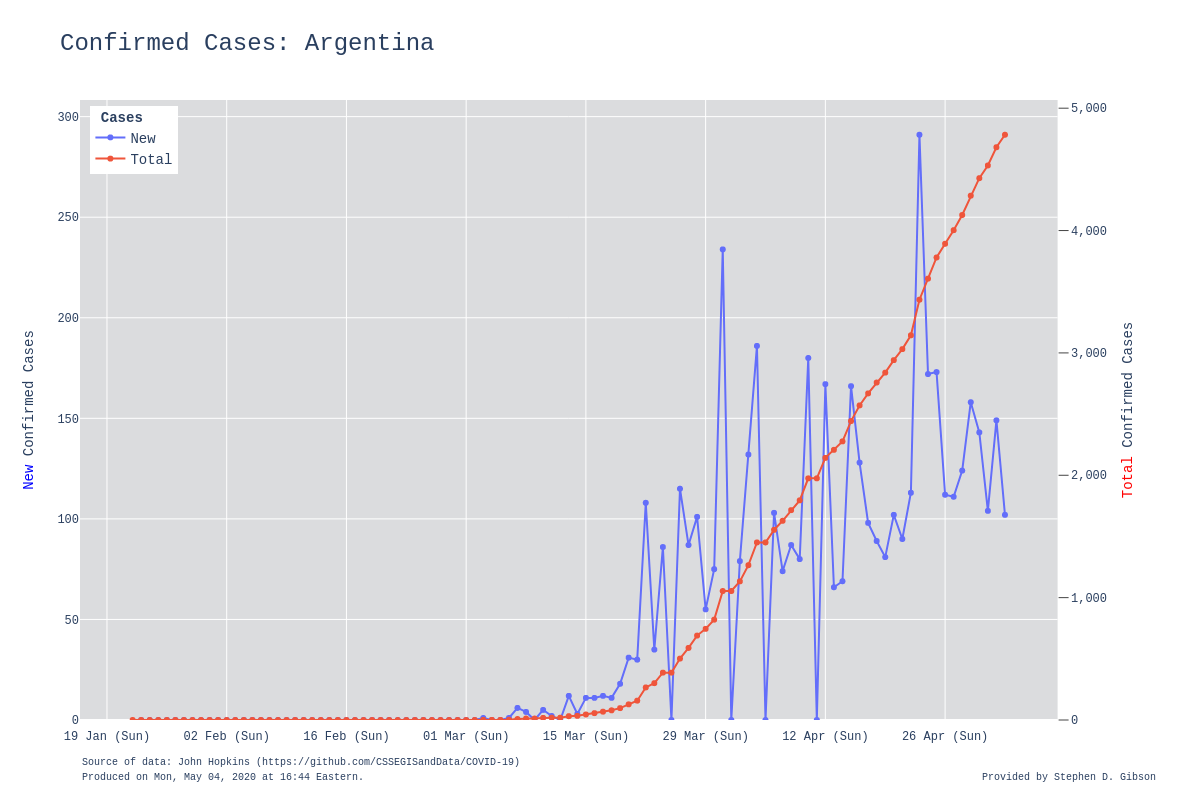 Confirmed Cases: Argentina
Cases
New
Total
300
250
200
150
100
50
0
5,000
4,000
3,000
2,000
1,000
0
New Confirmed Cases
Total Confirmed Cases
19 Jan (Sun) 02 Feb (Sun) 16 Feb (Sun) 01 Mar (Sun) 15 Mar (Sun) 29 Mar (Sun) 12 Apr (Sun) 26 Apr (Sun)
Source of data: John Hopkins (https://github.com/CSSEGISandData/COVID-19)
Produced on Mon, May 04, 2020 at 16:44 Eastern.
Provided by Stephen D. Gibson